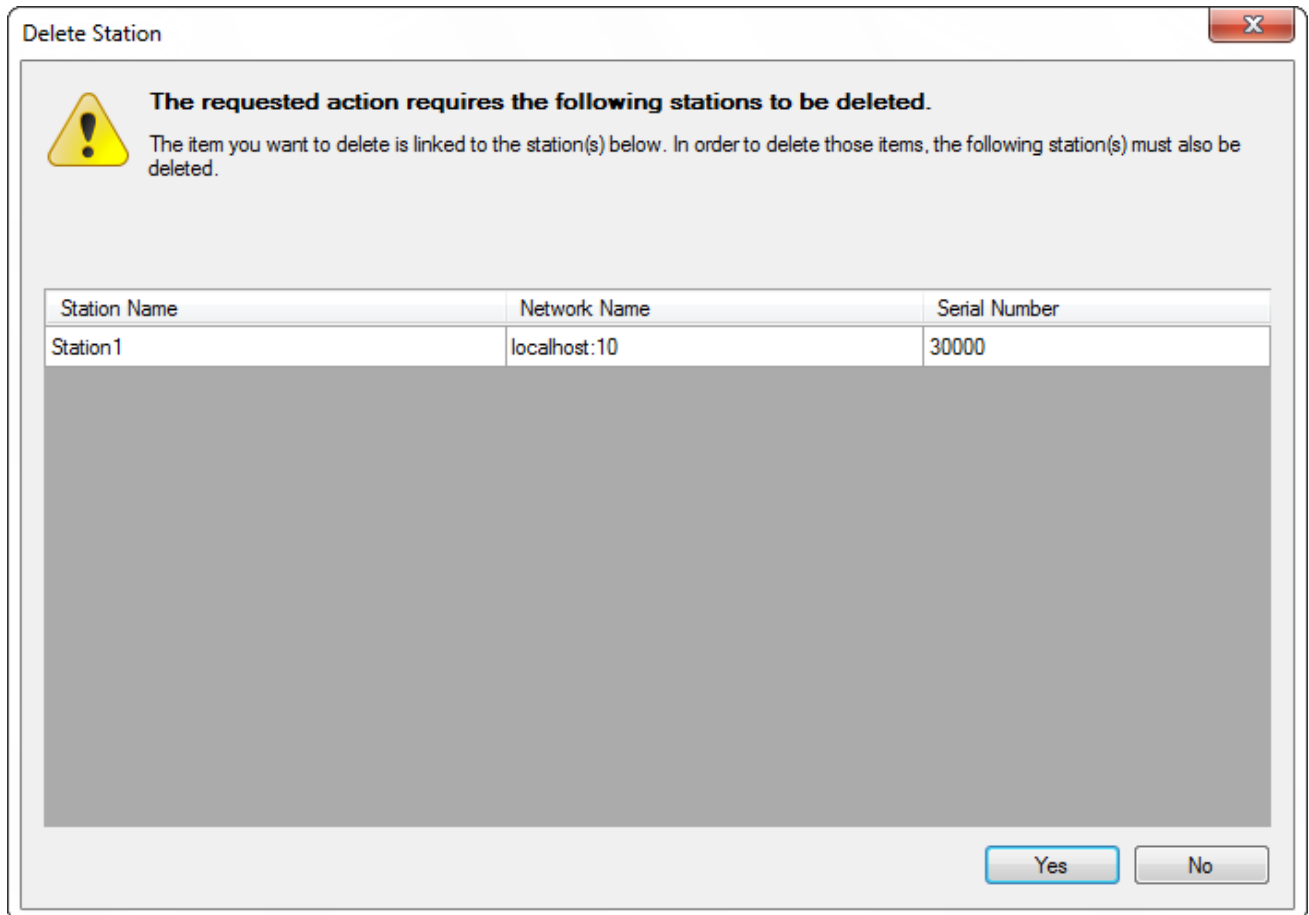 Delete Station
The requested action requires the following stations to be deleted.
The item you want to delete is linked to the station(s) below. In order to delete those items, the following station(s) must also be
deleted.
Station Name Network Name Serial Number
Station1 localhost:10 30000
Yes No